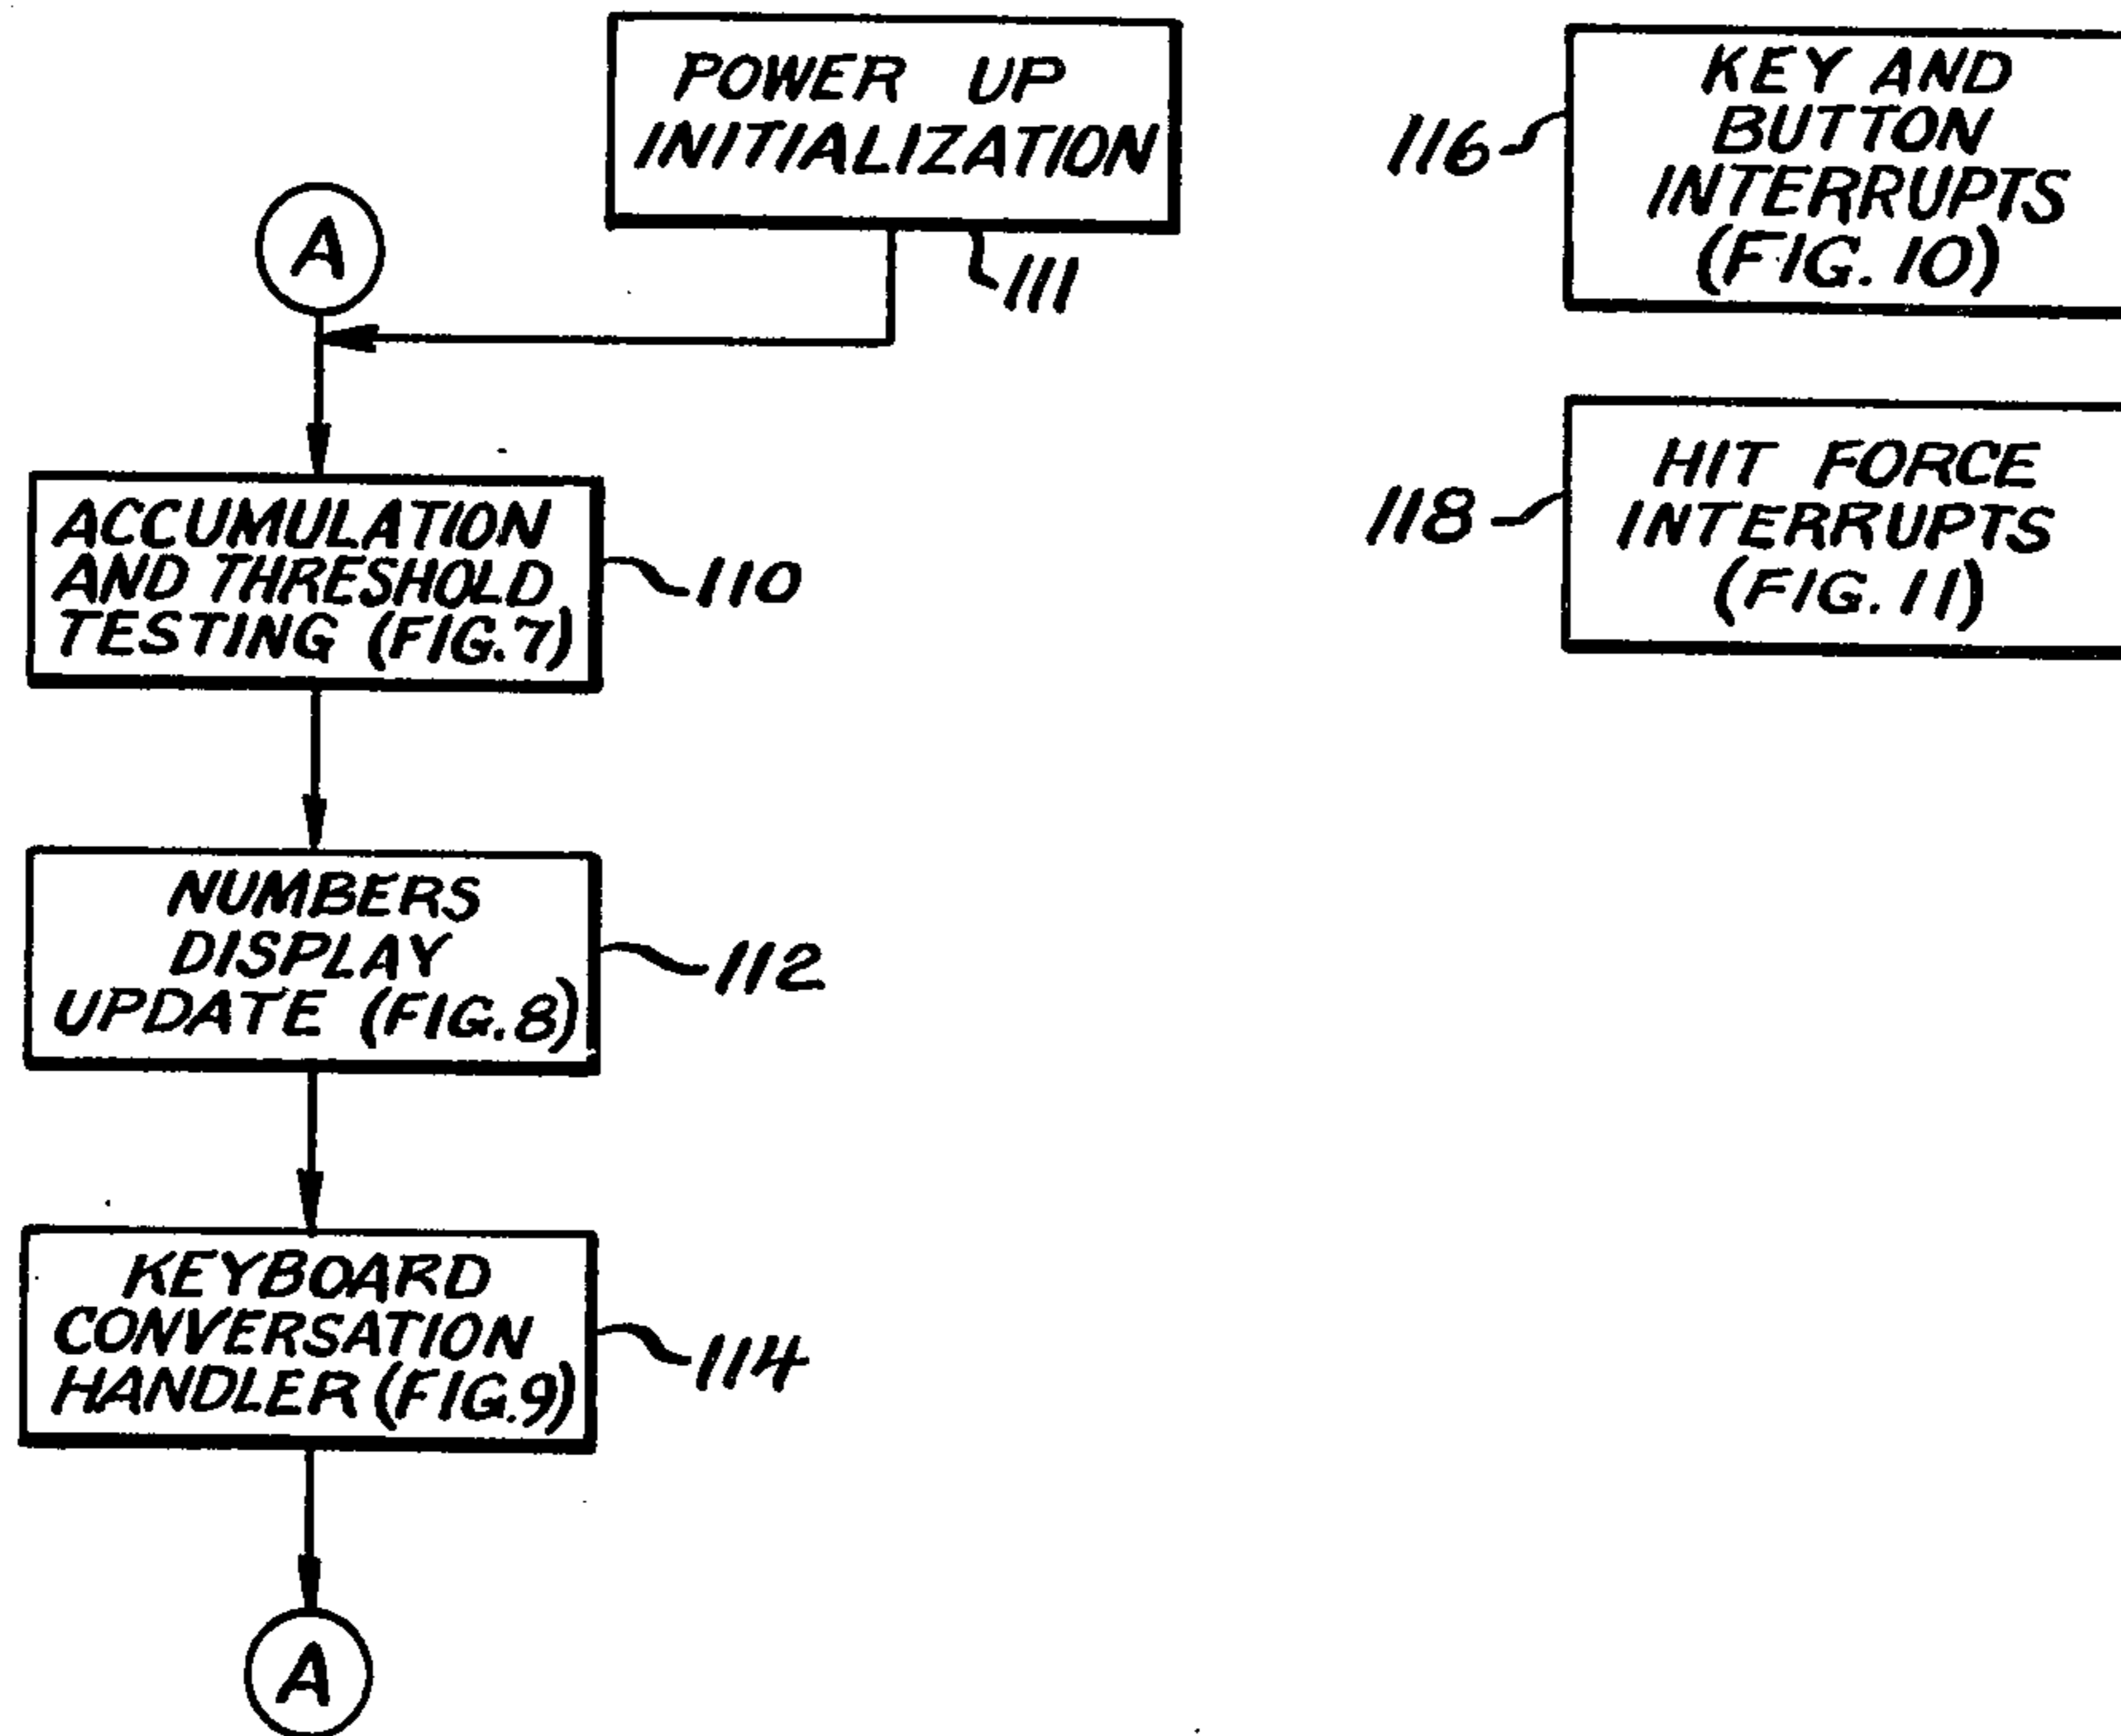 POWER UP
INITIALIZATION
111
A
ACCUMULATION
AND THRESHOLD
TESTING (FIG. 7)
110
NUMBERS
DISPLAY
UPDATE (FIG. 8)
112
KEYBOARD
CONVERSATION
HANDLER (FIG. 9)
114
A
116
KEY AND
BUTTON
INTERRUPTS
(FIG. 10)
118
HIT FORCE
INTERRUPTS
(FIG. 11)